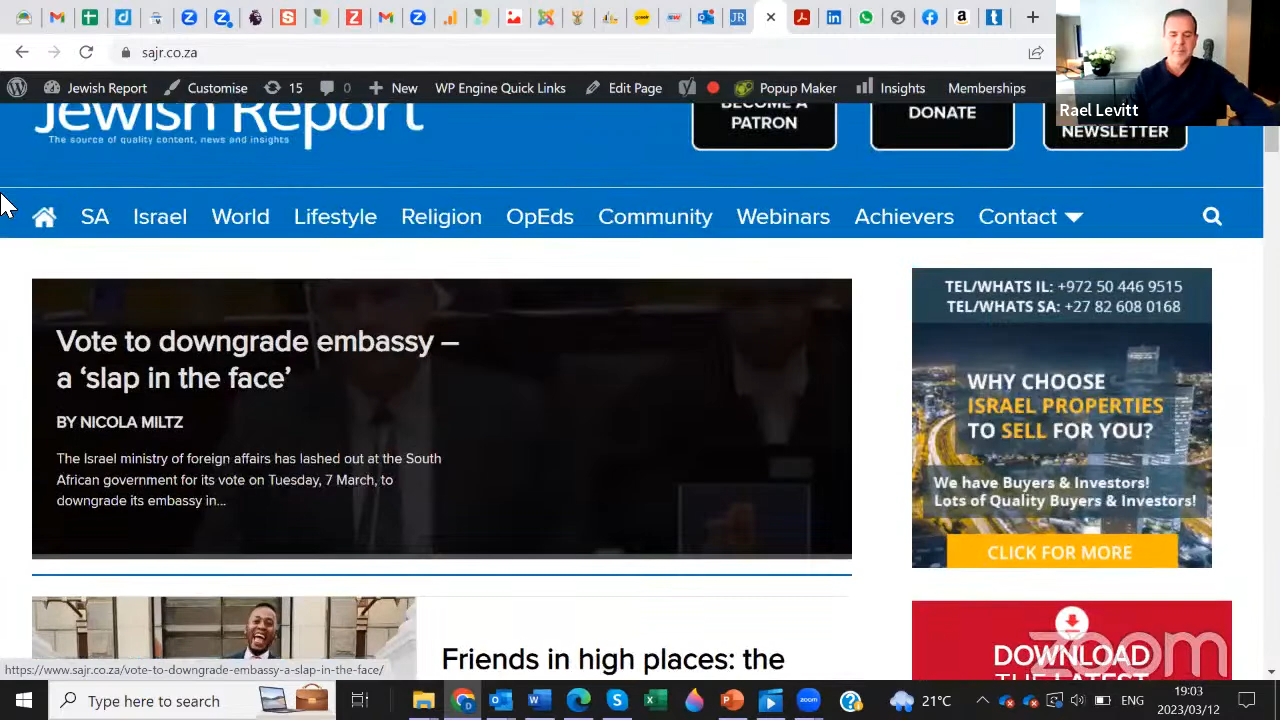 sajr.co.za
Jewish Report
Customise
15
0
New
WP Engine Quick Links
Edit Page
Popup Maker
Insights
Memberships
Rael Levitt
Jewish Report
The source of quality content, news and insights
BECOME A
PATRON
DONATE
NEWSLETTER
SA
Israel
World
Lifestyle
Religion
OpEds
Community
Webinars
Achievers
Contact
Vote to downgrade embassy –
a ‘slap in the face’
BY NICOLA MILTZ
The Israel ministry of foreign affairs has lashed out at the South
African government for its vote on Tuesday, 7 March, to
downgrade its embassy in...
TEL/WHATS IL: +972 50 446 9515
TEL/WHATS SA: +27 82 608 0168
WHY CHOOSE
ISRAEL PROPERTIES
TO SELL FOR YOU?
We have Buyers & Investors!
Lots of Quality Buyers & Investors!
CLICK FOR MORE
Friends in high places: the
DOWNLOAD
THE LATEST
zoom
https://www.sajr.co.za/vote-to-downgrade-embassy-a-slap-in-the-face/
Type here to search
21°C
ENG
19:03
2023/03/12